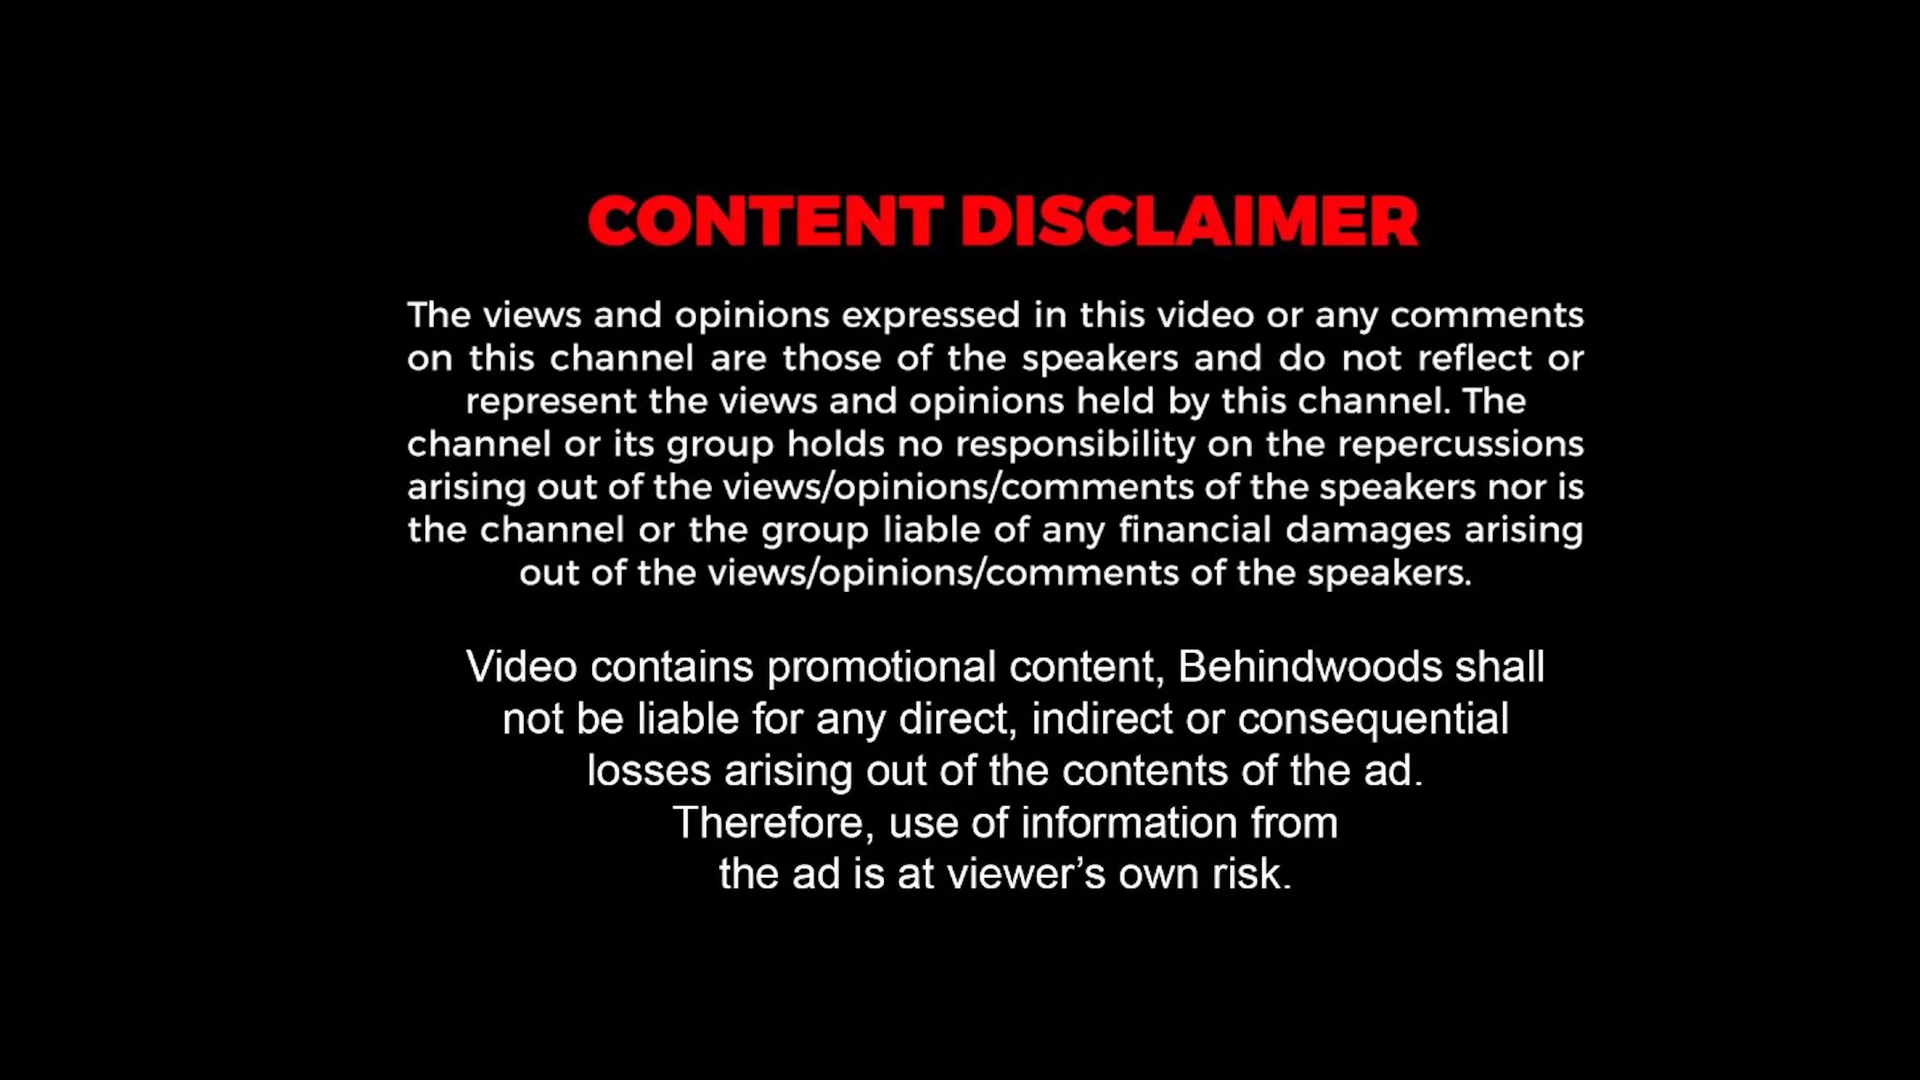 CONTENT DISCLAIMER
The views and opinions expressed in this video or any comments
on this channel are those of the speakers and do not reflect or
represent the views and opinions held by this channel. The
channel or its group holds no responsibility on the repercussions
arising out of the views/opinions/comments of the speakers nor is
the channel or the group liable of any financial damages arising
out of the views/opinions/comments of the speakers.
Video contains promotional content, Behindwoods shall
not be liable for any direct, indirect or consequential
losses arising out of the contents of the ad.
Therefore, use of information from
the ad is at viewer’s own risk.